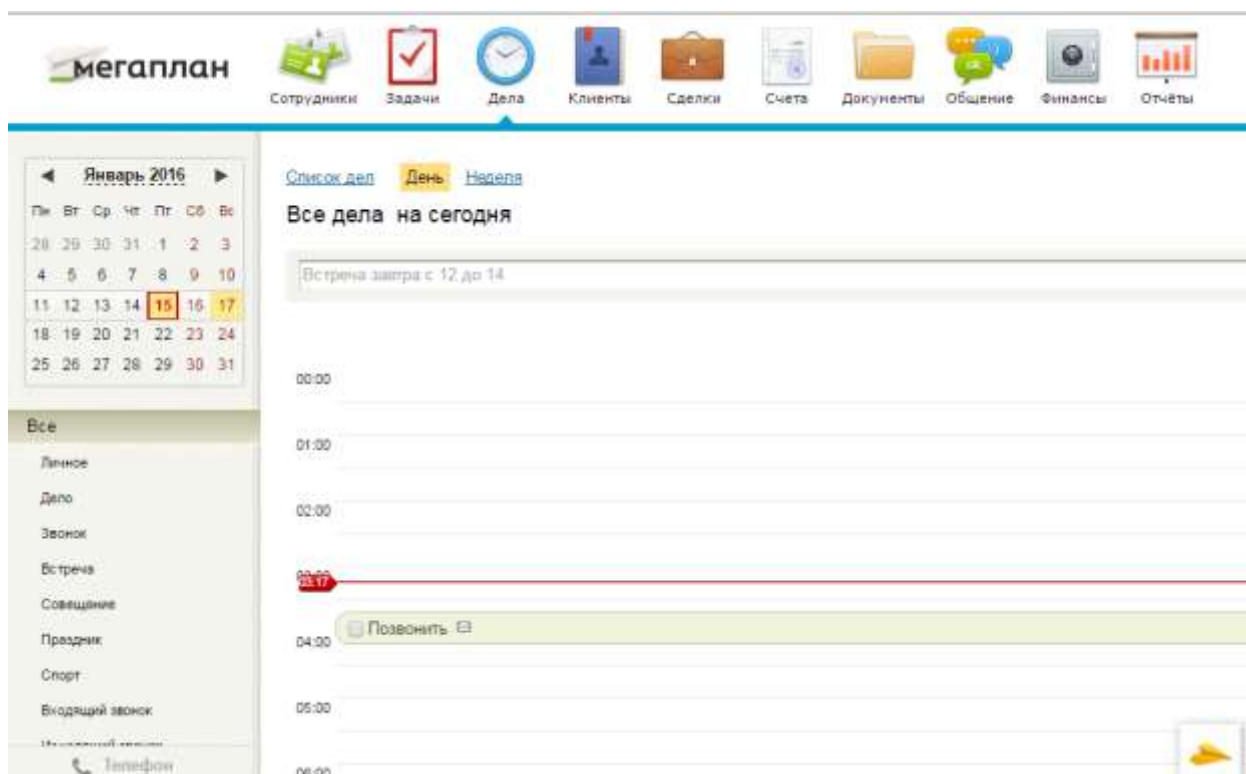 мегаплан
Сотрудники Задачи Дела Клиенты Сделки Счета Документы Общение Финансы Отчёты
Январь 2016
Пн Вт Ср Чт Пт Сб Вс
28 29 30 31 1 2 3
4 5 6 7 8 9 10
11 12 13 14 15 16 17
18 19 20 21 22 23 24
25 26 27 28 29 30 31
Все
Личное
Дело
Звонок
Встреча
Совещание
Праздник
Спорт
Входящий звонок
Телефон
Список дел День Неделя
Все дела на сегодня
Встреча завтра с 12 до 14
00:00
01:00
02:00
03:17
Позвонить
04:00
05:00
06:00